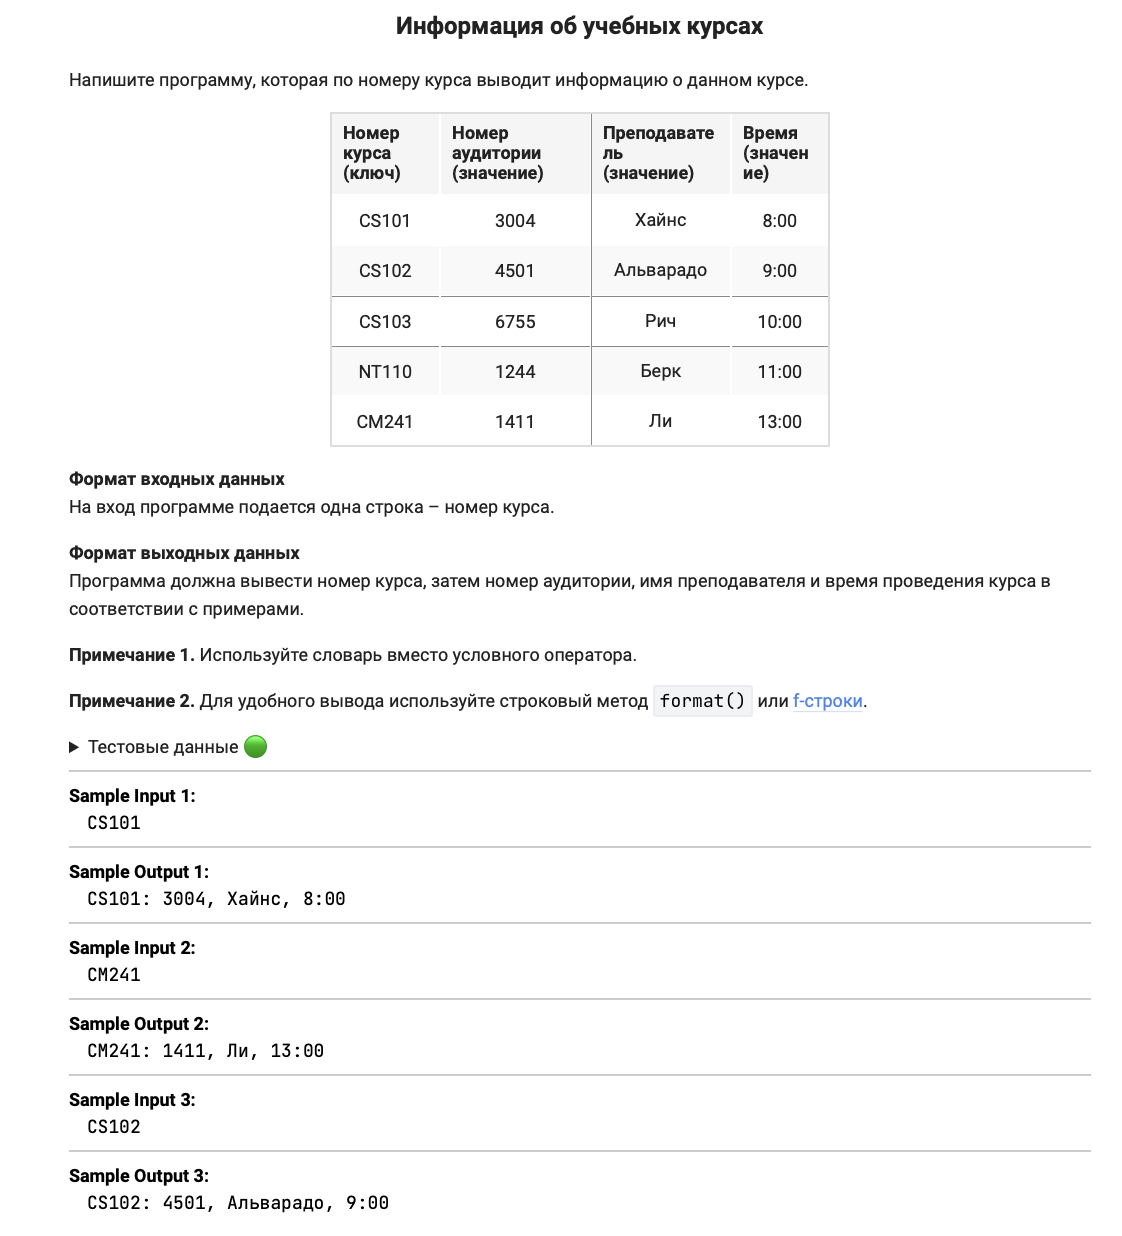 Информация об учебных курсах
Напишите программу, которая по номеру курса выводит информацию о данном курсе.
Номер курса (ключ) Номер аудитории (значение) Преподавате ль (значение) Время (значен ие)
CS101 3004 Хайнс 8:00
CS102 4501 Альварадо 9:00
CS103 6755 Рич 10:00
NT110 1244 Берк 11:00
CM241 1411 Ли 13:00
Формат входных данных
На вход программе подается одна строка – номер курса.
Формат выходных данных
Программа должна вывести номер курса, затем номер аудитории, имя преподавателя и время проведения курса в
соответствии с примерами.
Примечание 1. Используйте словарь вместо условного оператора.
Примечание 2. Для удобного вывода используйте строковый метод format() или f-строки.
Тестовые данные
Sample Input 1:
CS101
Sample Output 1:
CS101: 3004, Хайнс, 8:00
Sample Input 2:
CM241
Sample Output 2:
CM241: 1411, Ли, 13:00
Sample Input 3:
CS102
Sample Output 3:
CS102: 4501, Альварадо, 9:00